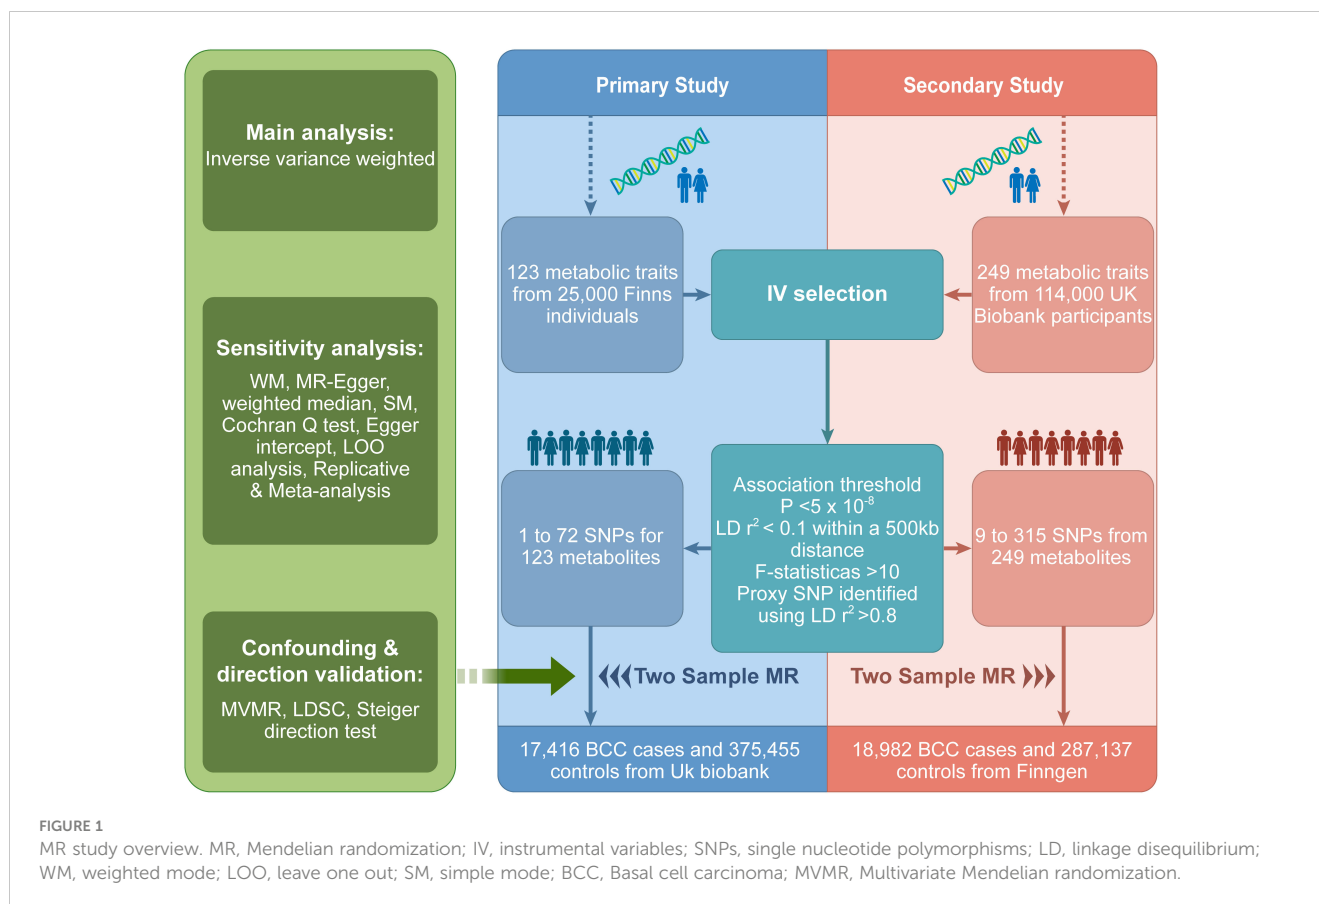 Main analysis:
Inverse variance weighted
Sensitivity analysis:
WM, MR-Egger,
weighted median, SM,
Cochran Q test, Egger
intercept, LOO
analysis, Replicative
& Meta-analysis
Confounding &
direction validation:
MVMR, LDSC, Steiger
direction test
Primary Study
Secondary Study
123 metabolic traits
from 25,000 Finns
individuals
IV selection
249 metabolic traits
from 114,000 UK
Biobank participants
1 to 72 SNPs for
123 metabolites
Association threshold
P <5 x 10⁻⁸
LD r² < 0.1 within a 500kb
distance
F-statisticas >10
Proxy SNP identified
using LD r² >0.8
9 to 315 SNPs from
249 metabolites
Two Sample MR
Two Sample MR
17,416 BCC cases and 375,455
controls from Uk biobank
18,982 BCC cases and 287,137
controls from Finngen
FIGURE 1
MR study overview. MR, Mendelian randomization; IV, instrumental variables; SNPs, single nucleotide polymorphisms; LD, linkage disequilibrium;
WM, weighted mode; LOO, leave one out; SM, simple mode; BCC, Basal cell carcinoma; MVMR, Multivariate Mendelian randomization.